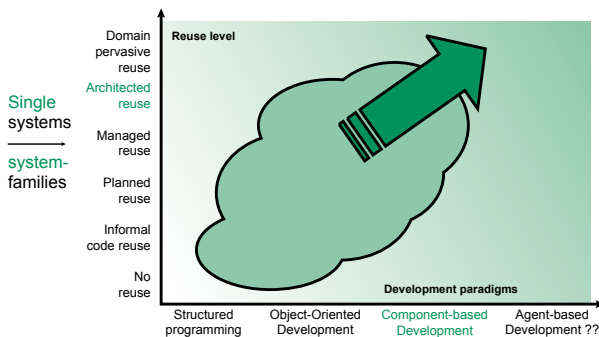 Reuse level
Domain
pervasive
reuse
Architected
reuse
Managed
reuse
Planned
reuse
Informal
code reuse
No
reuse
Single
systems
system-
families
Development paradigms
Structured
programming
Object-Oriented
Development
Component-based
Development
Agent-based
Development ??